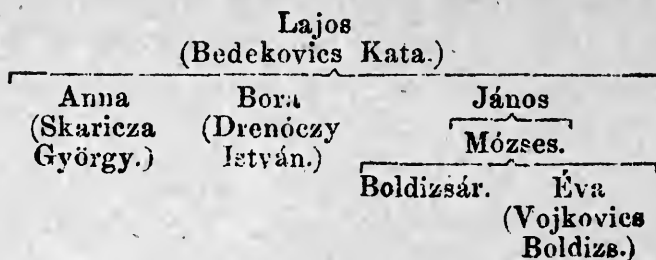 Lajos
(Bedekovics Kata.)
Anna Bora János
(Skaricza (Drenóczy
György.) István.) Mózses.
Boldizsár. Éva
(Vojkovics
Boldizs.)